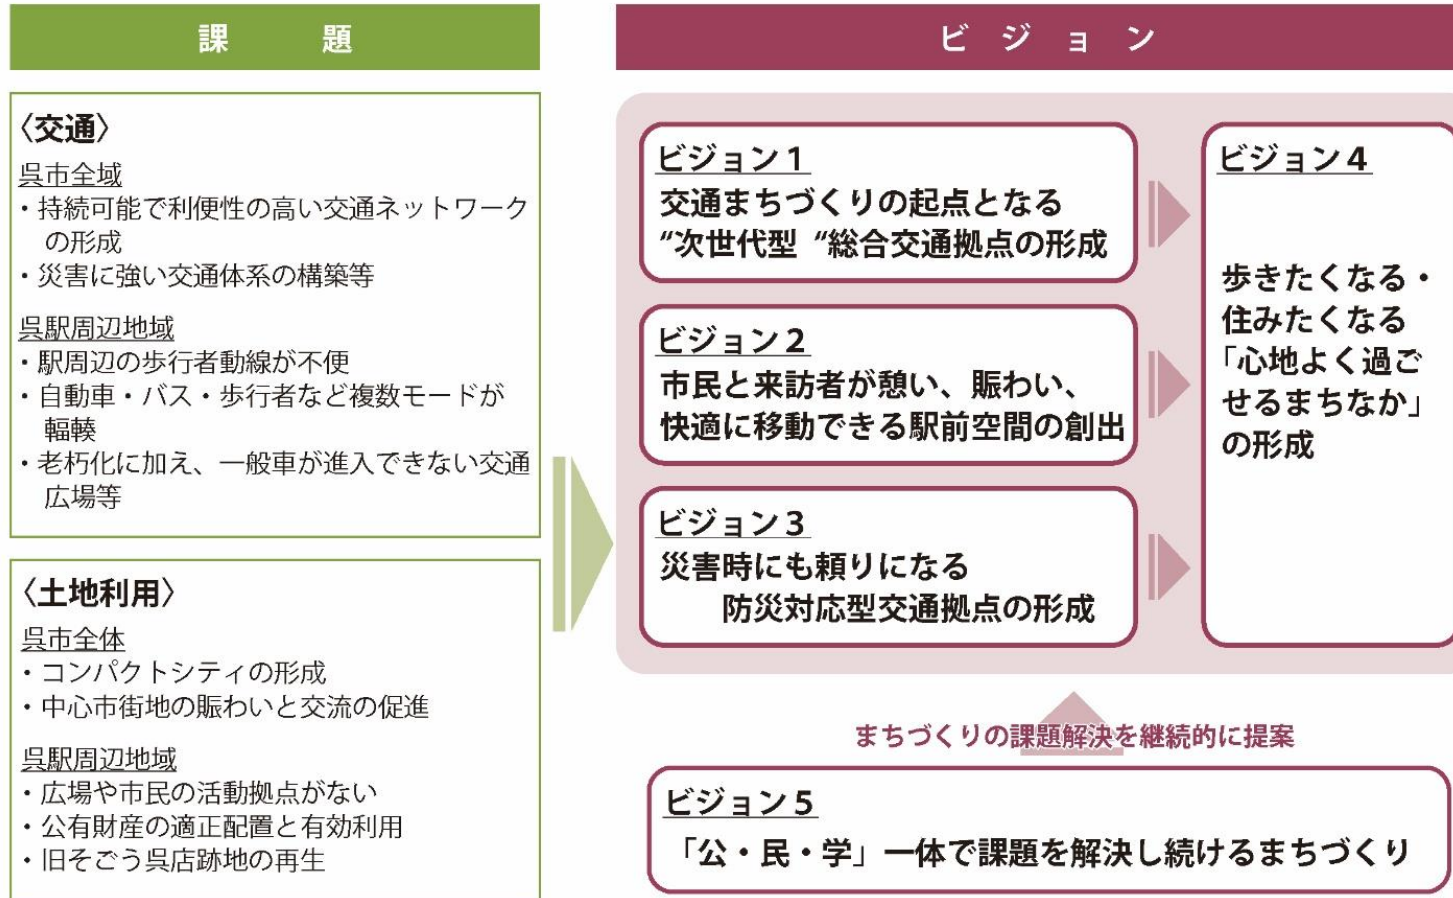 課題
〈交通〉
呉市全域
・持続可能で利便性の高い交通ネットワーク
の形成
・災害に強い交通体系の構築等
呉駅周辺地域
・駅周辺の歩行者動線が不便
・自動車・バス・歩行者など複数モードが
輻輳
・老朽化に加え、一般車が進入できない交通
広場等
〈土地利用〉
呉市全体
・コンパクトシティの形成
・中心市街地の賑わいと交流の促進
呉駅周辺地域
・広場や市民の活動拠点がない
・公有財産の適正配置と有効利用
・旧そごう呉店跡地の再生
ビジョン
ビジョン1
交通まちづくりの起点となる
“次世代型 “総合交通拠点の形成
ビジョン2
市民と来訪者が憩い、賑わい、
快適に移動できる駅前空間の創出
ビジョン3
災害時にも頼りになる
防災対応型交通拠点の形成
ビジョン4
歩きたくなる・
住みたくなる
「心地よく過ご
せるまちなか」
の形成
まちづくりの課題解決を継続的に提案
ビジョン5
「公・民・学」一体で課題を解決し続けるまちづくり